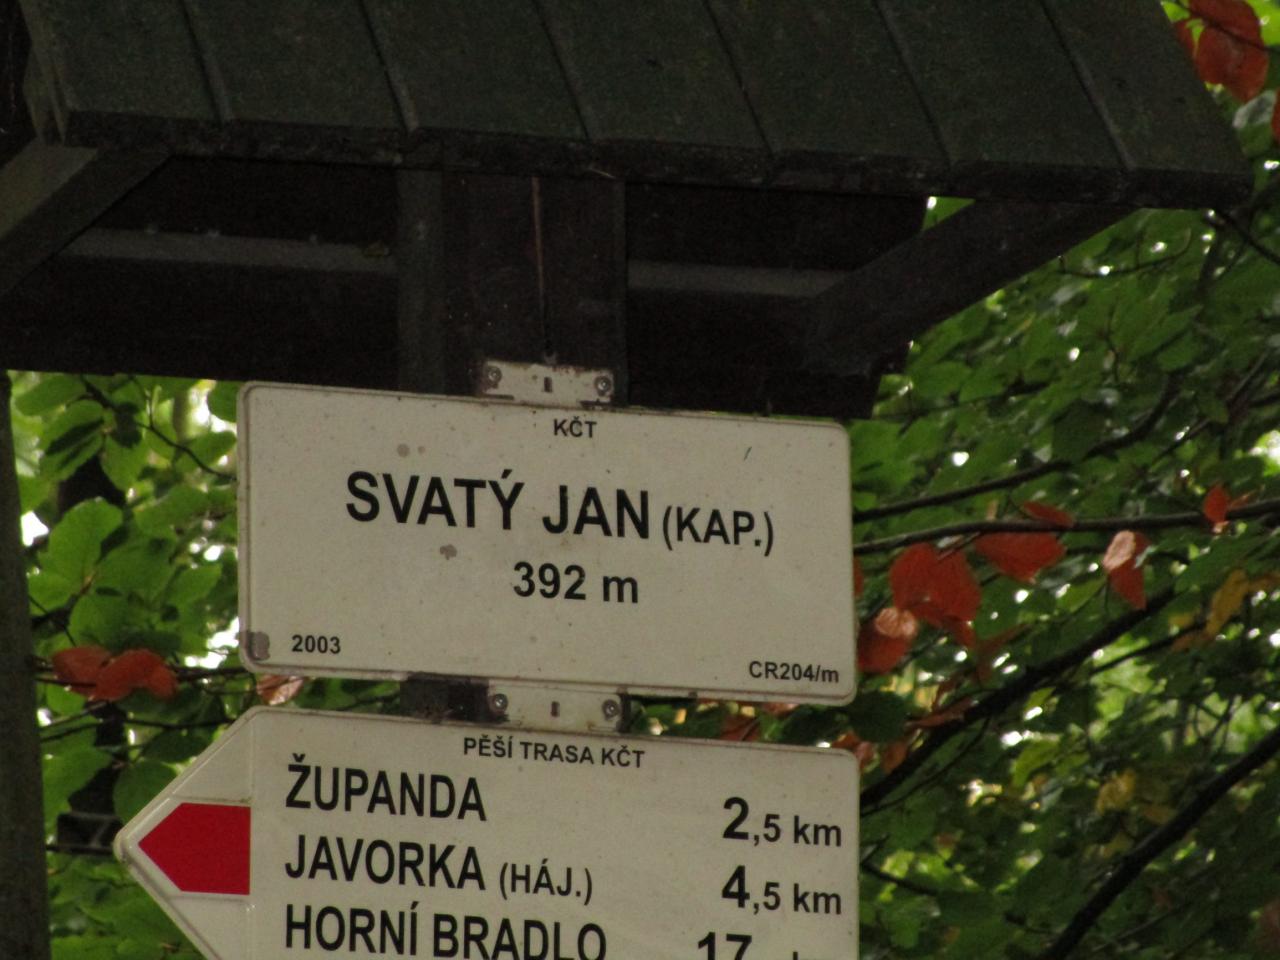 KČT
SVATÝ JAN (KAP.)
392 m
2003
CR204/m
PĚŠÍ TRASA KČT
ŽUPANDA 2,5 km
JAVORKA (HÁJ.) 4,5 km
HORNÍ BRADLO 17